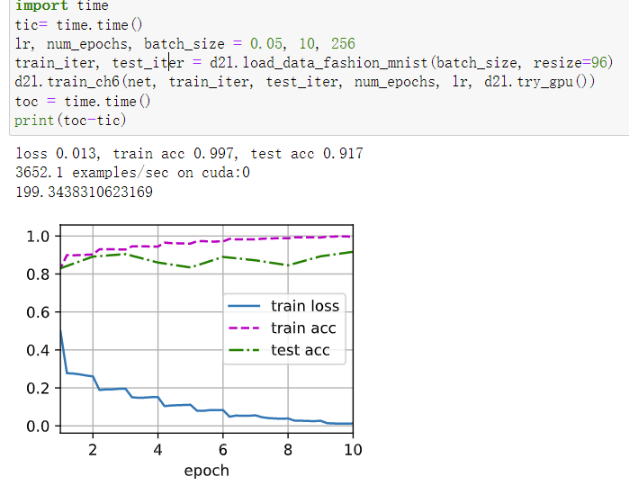 import time
tic= time.time()
lr, num_epochs, batch_size = 0.05, 10, 256
train_iter, test_iter = d2l.load_data_fashion_mnist(batch_size, resize=96)
d2l.train_ch6(net, train_iter, test_iter, num_epochs, lr, d2l.try_gpu())
toc = time.time()
print(toc-tic)
loss 0.013, train acc 0.997, test acc 0.917
3652.1 examples/sec on cuda:0
199.3438310623169
1.0
0.8
0.6
0.4
0.2
0.0
train loss
train acc
test acc
2 4 6 8 10
epoch